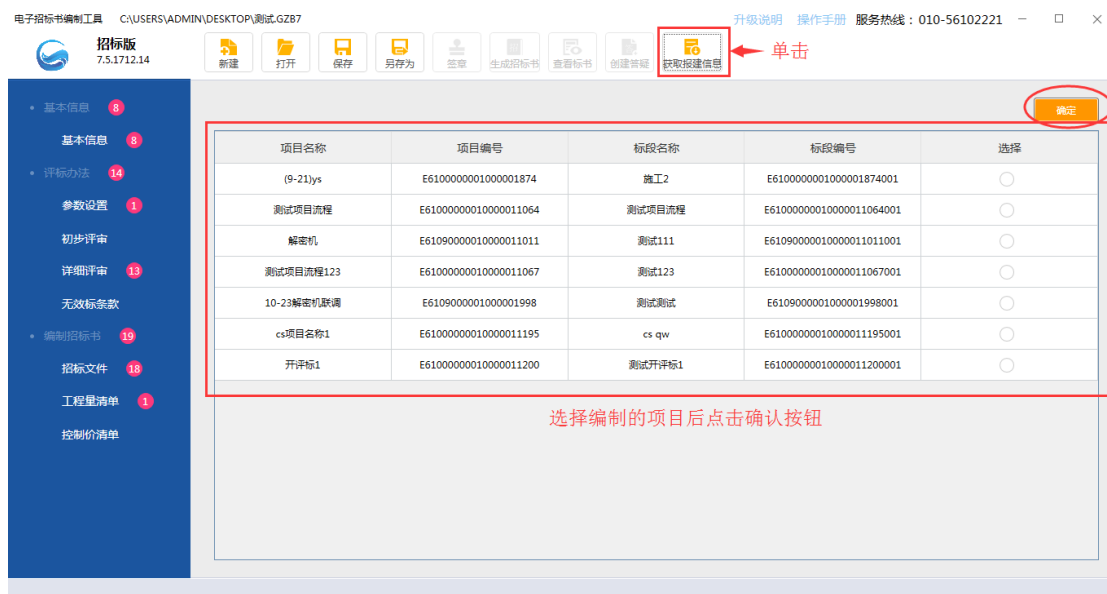 电子招标书编制工具 C:\USERS\ADMIN\DESKTOP\测试.GZB7 升级说明 操作手册 服务热线：010-56102221
招标版
7.5.1712.14
新建 打开 保存 另存为 签章 生成招标书 查看标书 创建答疑 获取报建信息
单击
基本信息 8
基本信息 8
评标办法 14
参数设置 1
初步评审
详细评审 13
无效标条款
编制招标书 19
招标文件 18
工程量清单 1
控制价清单
确定
项目名称 项目编号 标段名称 标段编号 选择
(9-21)ys E6100000001000001874 施工2 E6100000001000001874001
测试项目流程 E61000000010000011064 测试项目流程 E61000000010000011064001
解密机 E61090000010000011011 测试111 E61090000010000011011001
测试项目流程123 E61000000010000011067 测试123 E61000000010000011067001
10-23解密机联调 E6109000001000001998 测试测试 E6109000001000001998001
cs项目名称1 E61000000010000011195 cs qw E61000000010000011195001
开评标1 E61000000010000011200 测试开评标1 E61000000010000011200001
选择编制的项目后点击确认按钮